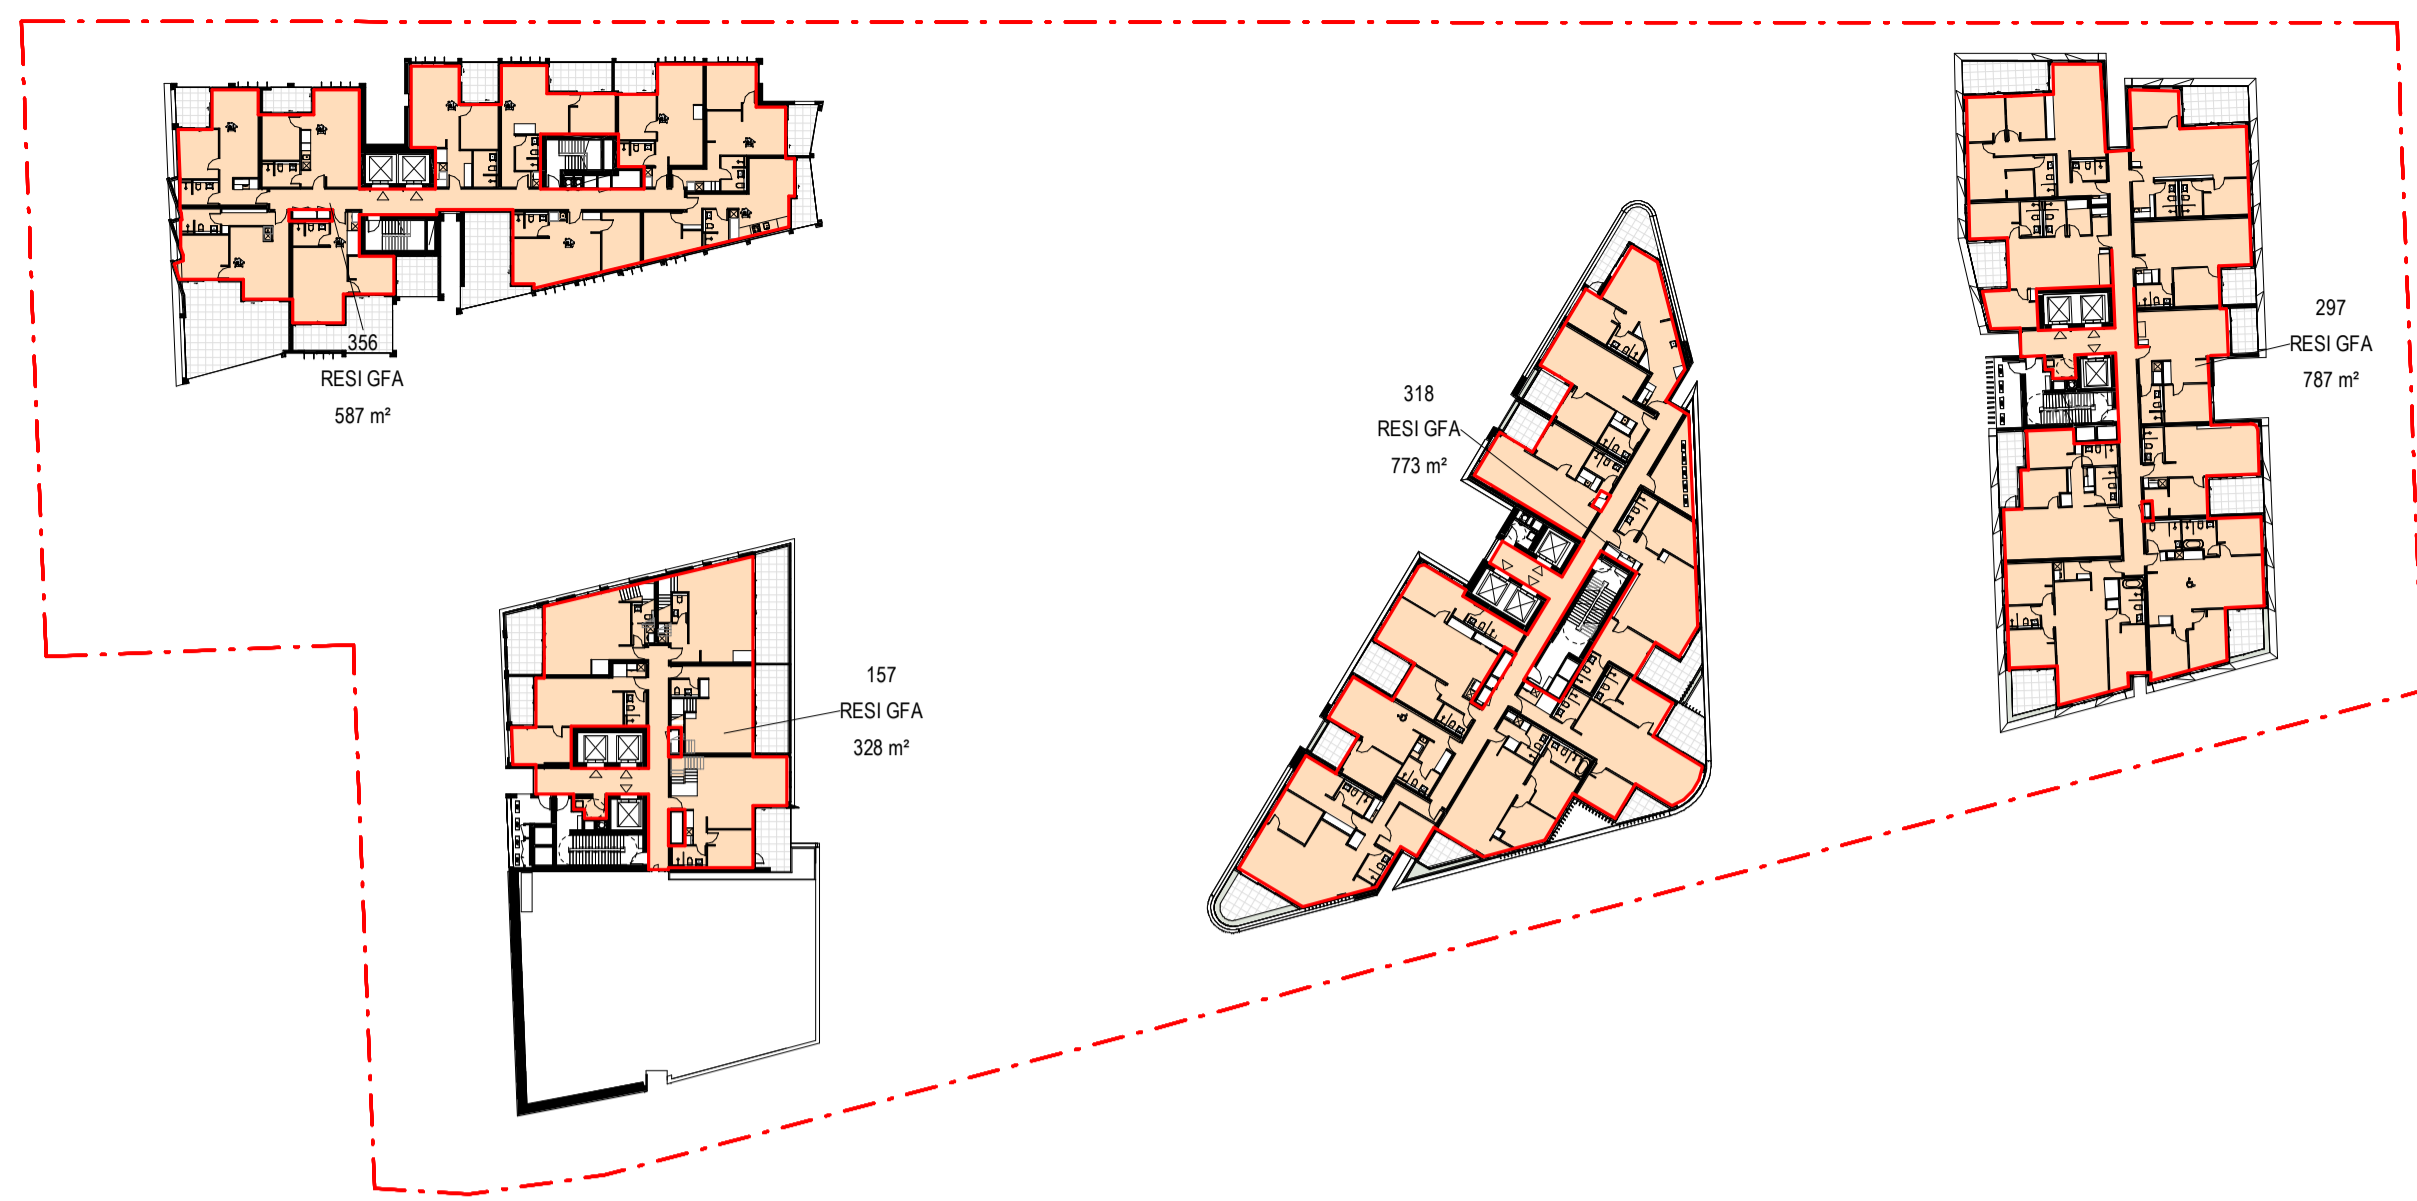 356
RESI GFA
587 m²
297
RESI GFA
787 m²
318
RESI GFA
773 m²
157
RESI GFA
328 m²